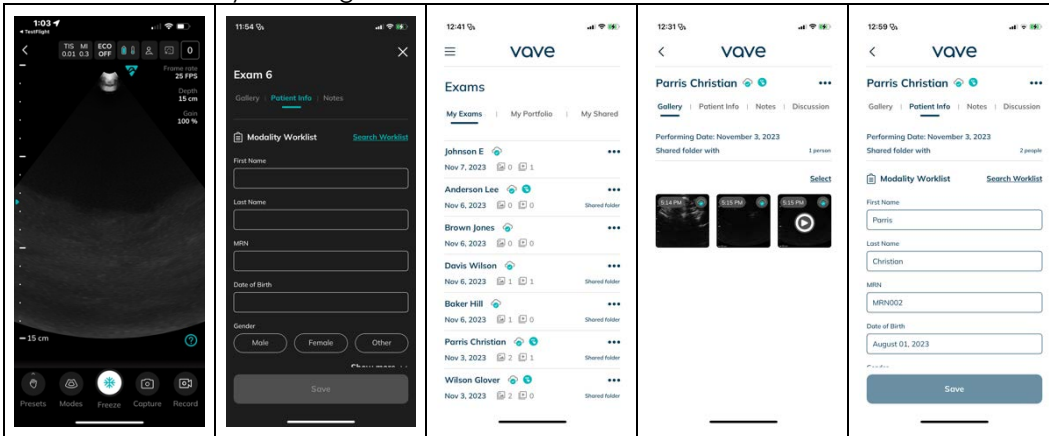 1:03
TestFlight
TIS MI ECO
0.01 0.3 OFF 0
Frame rate
25 FPS
Depth
15 cm
Gain
100 %
15 cm
Presets Modes Freeze Capture Record
11:54
Exam 6
Gallery | Patient Info | Notes
Modality Worklist Search Worklist
First Name
Last Name
MRN
Date of Birth
Gender
Male Female Other
Show more
Save
12:41
vave
Exams
My Exams | My Portfolio | My Shared
Johnson E
Nov 7, 2023 0 1
Anderson Lee
Nov 6, 2023 0 0 Shared folder
Brown Jones
Nov 6, 2023 0 0
Davis Wilson
Nov 6, 2023 1 1 Shared folder
Baker Hill
Nov 6, 2023 1 0 Shared folder
Parris Christian
Nov 3, 2023 2 1 Shared folder
Wilson Glover
Nov 3, 2023 2 0 Shared folder
12:31
vave
Parris Christian
Gallery | Patient Info | Notes | Discussion
Performing Date: November 3, 2023
Shared folder with 1 person
Select
5:14 PM 5:15 PM 5:15 PM
12:59
vave
Parris Christian
Gallery | Patient Info | Notes | Discussion
Performing Date: November 3, 2023
Shared folder with 2 people
Modality Worklist Search Worklist
First Name
Parris
Last Name
Christian
MRN
MRN002
Date of Birth
August 01, 2023
Save